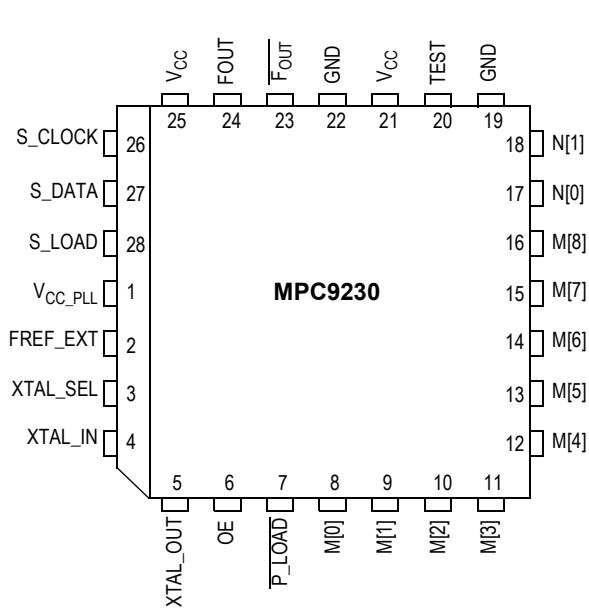 VCC FOUT F̅O̅U̅T̅ GND VCC TEST GND
25 24 23 22 21 20 19
S_CLOCK 26 18 N[1]
S_DATA 27 17 N[0]
S_LOAD 28 16 M[8]
VCC_PLL 1 MPC9230 15 M[7]
FREF_EXT 2 14 M[6]
XTAL_SEL 3 13 M[5]
XTAL_IN 4 12 M[4]
5 6 7 8 9 10 11
XTAL_OUT OE P̅_̅L̅O̅A̅D̅ M[0] M[1] M[2] M[3]